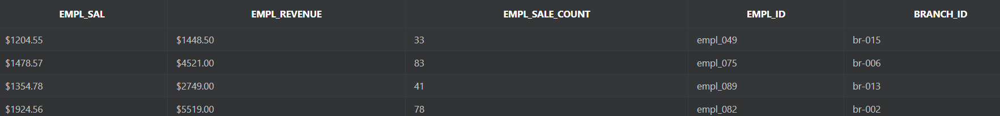 EMPL_SAL EMPL_REVENUE EMPL_SALE_COUNT EMPL_ID BRANCH_ID
$1204.55 $1448.50 33 empl_049 br-015
$1478.57 $4521.00 83 empl_075 br-006
$1354.78 $2749.00 41 empl_089 br-013
$1924.56 $5519.00 78 empl_082 br-002